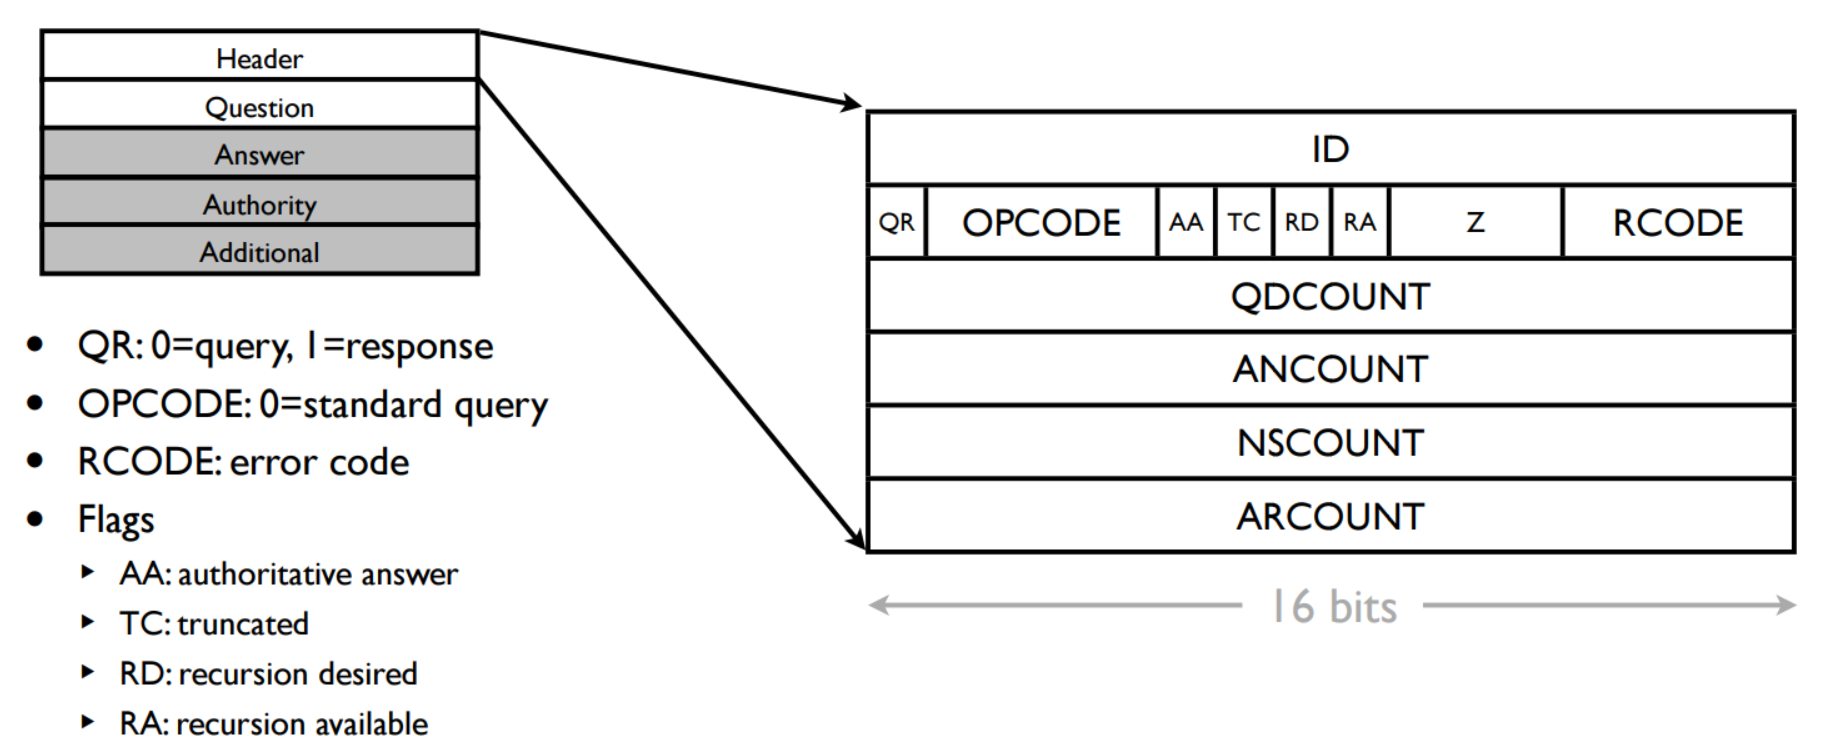 Header
Question
Answer
Authority
Additional
ID
QR OPCODE AA TC RD RA Z RCODE
QDCOUNT
ANCOUNT
NSCOUNT
ARCOUNT
16 bits
• QR: 0=query, 1=response
• OPCODE: 0=standard query
• RCODE: error code
• Flags
‣ AA: authoritative answer
‣ TC: truncated
‣ RD: recursion desired
‣ RA: recursion available